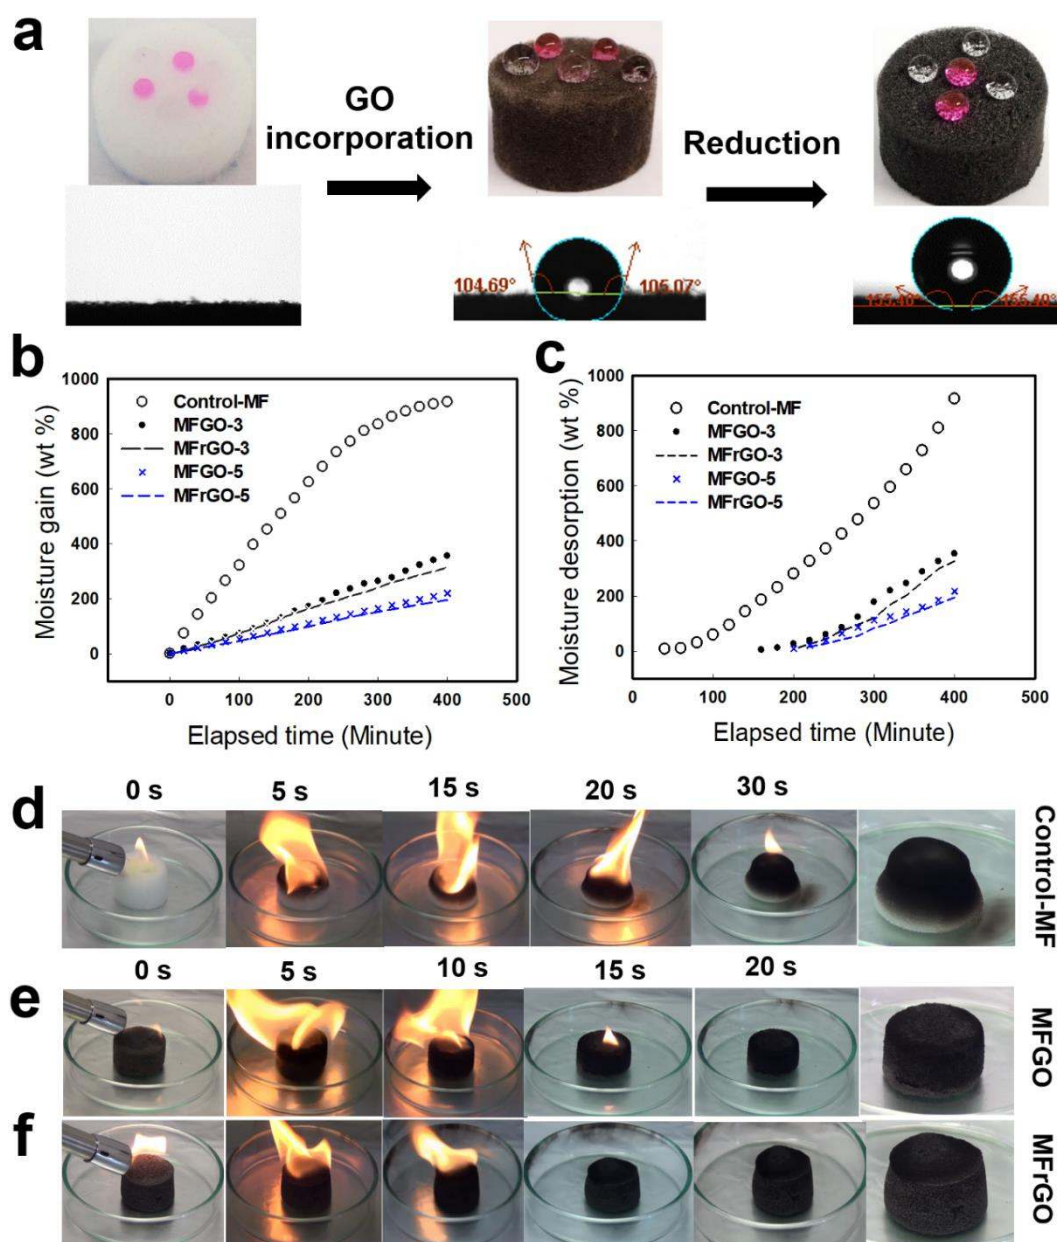 a
GO
incorporation
Reduction
104.69°
105.07°
155.40°
155.40°
b
1000
800
600
400
200
0
Moisture gain (wt %)
Control-MF
MFGO-3
MFrGO-3
MFGO-5
MFrGO-5
0 100 200 300 400 500
Elapsed time (Minute)
c
1000
800
600
400
200
0
Moisture desorption (wt %)
Control-MF
MFGO-3
MFrGO-3
MFGO-5
MFrGO-5
0 100 200 300 400 500
Elapsed time (Minute)
d
0 s 5 s 15 s 20 s 30 s
Control-MF
e
0 s 5 s 10 s 15 s 20 s
MFGO
f
MFrGO